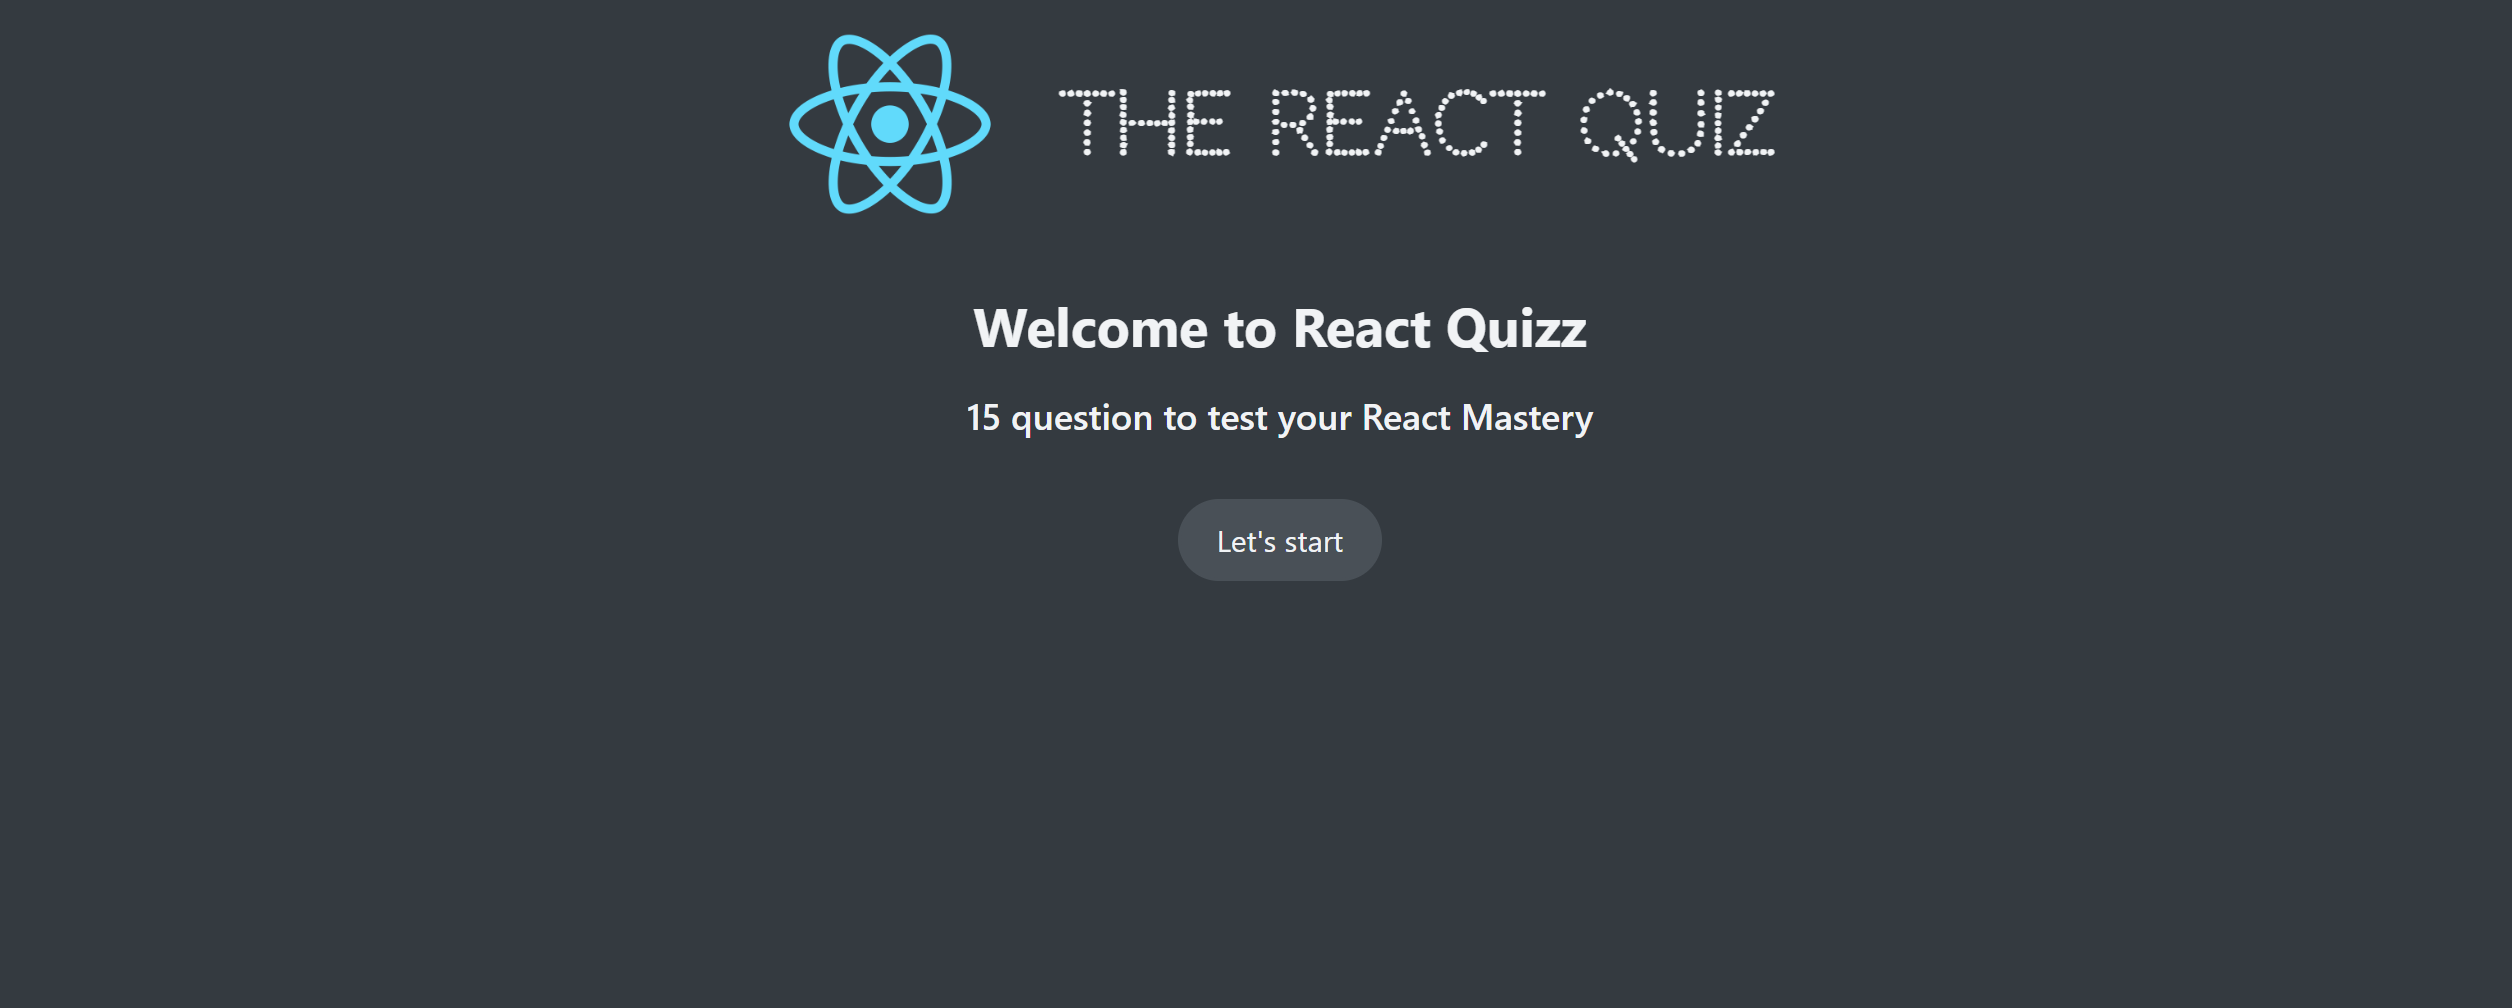 THE REACT QUIZ
Welcome to React Quizz
15 question to test your React Mastery
Let's start